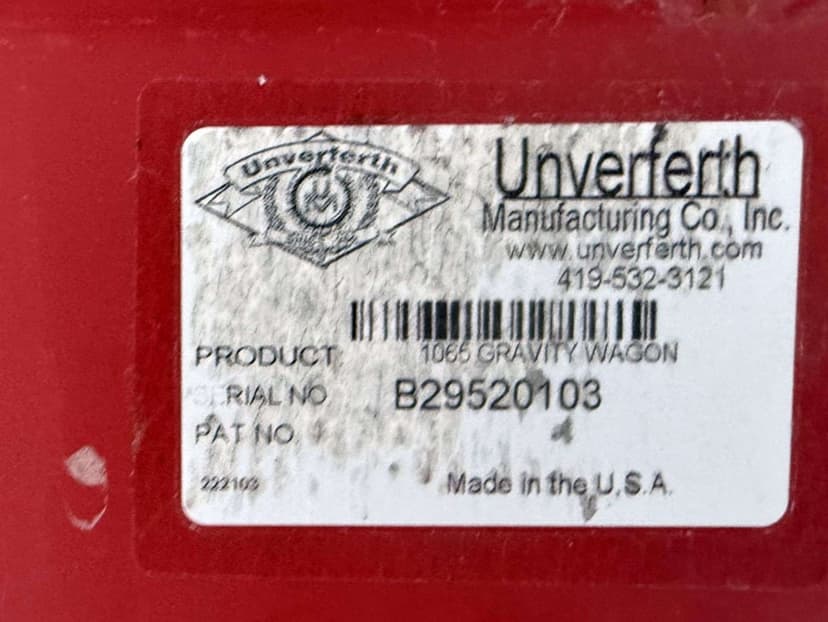 Unverferth
Unverferth
Manufacturing Co., Inc.
www.unverferth.com
419-532-3121
PRODUCT: 1065 GRAVITY WAGON
SERIAL NO B29520103
PAT NO.
222103 Made in the U.S.A.